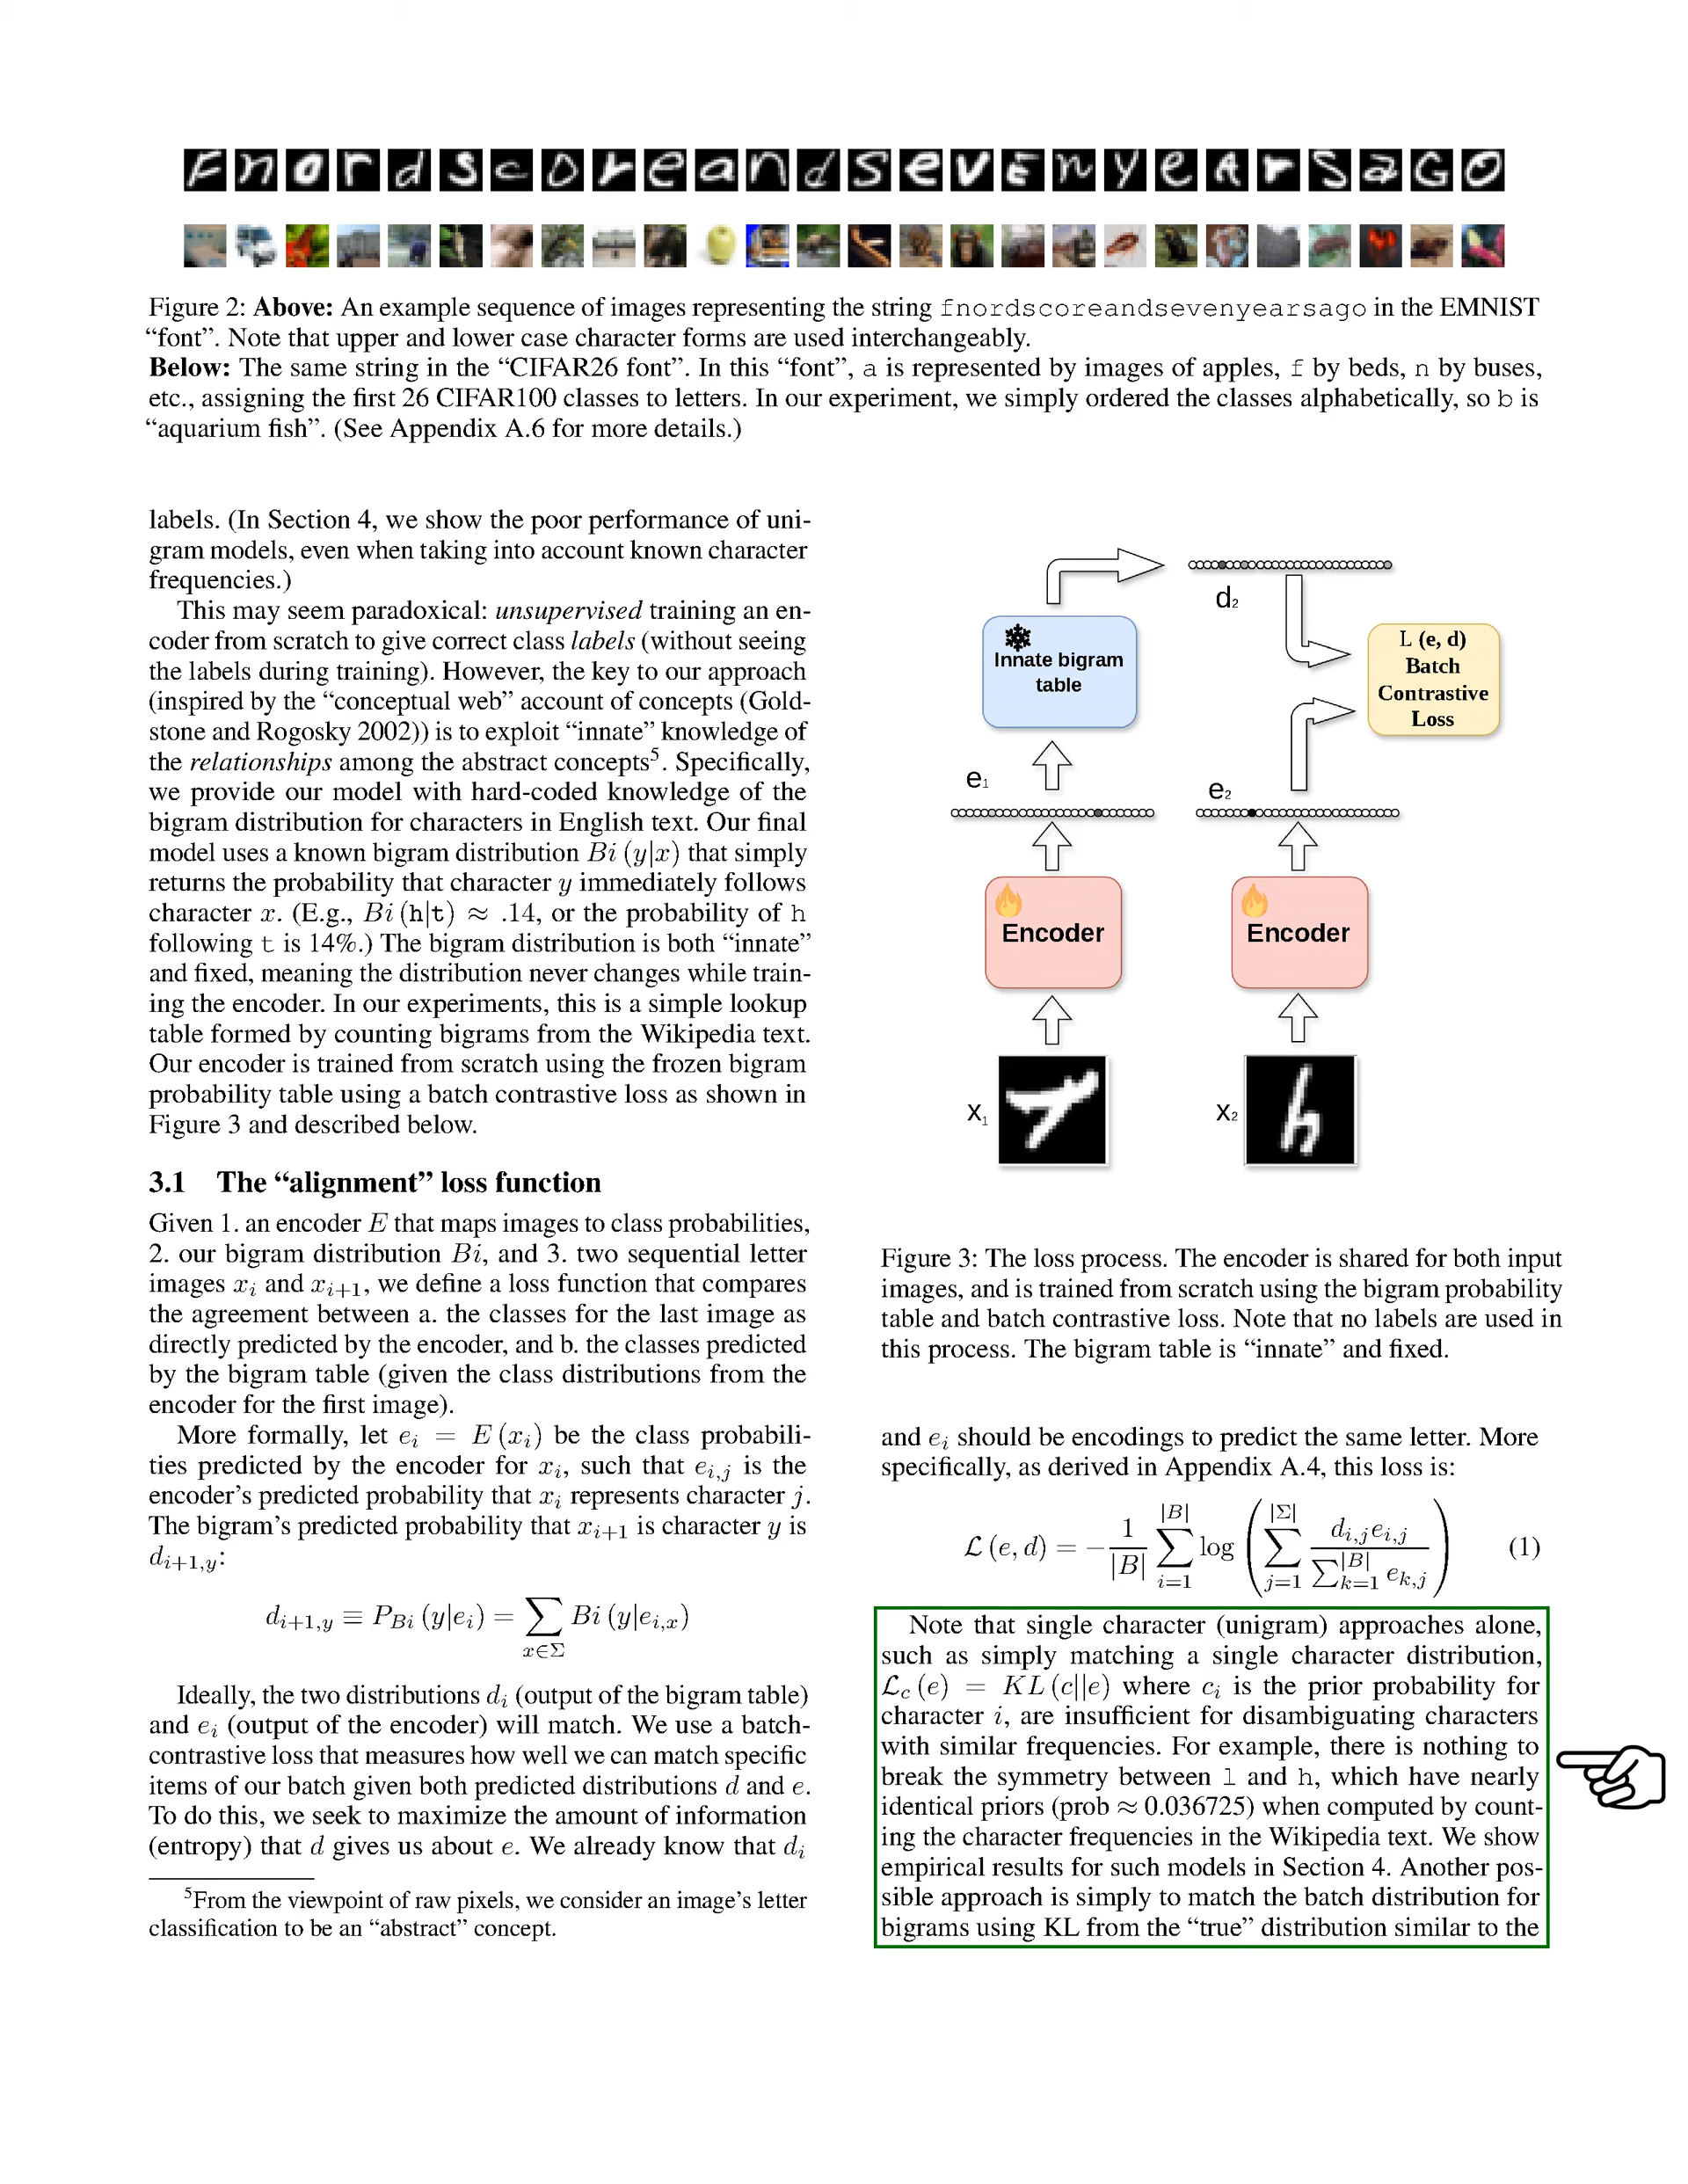 F n o r d s c o r e a n d s e v E n y e A r S a G O
Figure 2: Above: An example sequence of images representing the string fnordscoreandsevenyearsago in the EMNIST
“font”. Note that upper and lower case character forms are used interchangeably.
Below: The same string in the “CIFAR26 font”. In this “font”, a is represented by images of apples, f by beds, n by buses,
etc., assigning the first 26 CIFAR100 classes to letters. In our experiment, we simply ordered the classes alphabetically, so b is
“aquarium fish”. (See Appendix A.6 for more details.)
labels. (In Section 4, we show the poor performance of uni-
gram models, even when taking into account known character
frequencies.)
This may seem paradoxical: unsupervised training an en-
coder from scratch to give correct class labels (without seeing
the labels during training). However, the key to our approach
(inspired by the “conceptual web” account of concepts (Gold-
stone and Rogosky 2002)) is to exploit “innate” knowledge of
the relationships among the abstract concepts⁵. Specifically,
we provide our model with hard-coded knowledge of the
bigram distribution for characters in English text. Our final
model uses a known bigram distribution Bi (y|x) that simply
returns the probability that character y immediately follows
character x. (E.g., Bi (h|t) ≈ .14, or the probability of h
following t is 14%.) The bigram distribution is both “innate”
and fixed, meaning the distribution never changes while train-
ing the encoder. In our experiments, this is a simple lookup
table formed by counting bigrams from the Wikipedia text.
Our encoder is trained from scratch using the frozen bigram
probability table using a batch contrastive loss as shown in
Figure 3 and described below.
3.1 The “alignment” loss function
Given 1. an encoder E that maps images to class probabilities,
2. our bigram distribution Bi, and 3. two sequential letter
images x_i and x_{i+1}, we define a loss function that compares
the agreement between a. the classes for the last image as
directly predicted by the encoder, and b. the classes predicted
by the bigram table (given the class distributions from the
encoder for the first image).
More formally, let e_i = E (x_i) be the class probabili-
ties predicted by the encoder for x_i, such that e_{i,j} is the
encoder’s predicted probability that x_i represents character j.
The bigram’s predicted probability that x_{i+1} is character y is
d_{i+1,y}:
d_{i+1,y} ≡ P_{Bi} (y|e_i) = ∑_{x∈Σ} Bi (y|e_{i,x})
Ideally, the two distributions d_i (output of the bigram table)
and e_i (output of the encoder) will match. We use a batch-
contrastive loss that measures how well we can match specific
items of our batch given both predicted distributions d and e.
To do this, we seek to maximize the amount of information
(entropy) that d gives us about e. We already know that d_i
⁵From the viewpoint of raw pixels, we consider an image’s letter
classification to be an “abstract” concept.
d₂
Innate bigram
table
L (e, d)
Batch
Contrastive
Loss
e₁
e₂
Encoder
Encoder
x₁
x₂
h
Figure 3: The loss process. The encoder is shared for both input
images, and is trained from scratch using the bigram probability
table and batch contrastive loss. Note that no labels are used in
this process. The bigram table is “innate” and fixed.
and e_i should be encodings to predict the same letter. More
specifically, as derived in Appendix A.4, this loss is:
L (e, d) = −\frac{1}{|B|} ∑_{i=1}^{|B|} log ( ∑_{j=1}^{|Σ|} \frac{d_{i,j}e_{i,j}}{∑_{k=1}^{|B|} e_{k,j}} ) (1)
Note that single character (unigram) approaches alone,
such as simply matching a single character distribution,
L_c (e) = KL (c||e) where c_i is the prior probability for
character i, are insufficient for disambiguating characters
with similar frequencies. For example, there is nothing to
break the symmetry between l and h, which have nearly
identical priors (prob ≈ 0.036725) when computed by count-
ing the character frequencies in the Wikipedia text. We show
empirical results for such models in Section 4. Another pos-
sible approach is simply to match the batch distribution for
bigrams using KL from the “true” distribution similar to the